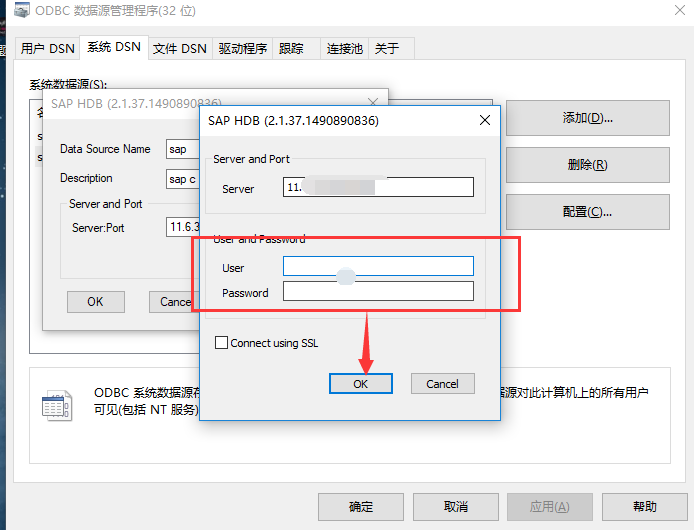 ODBC 数据源管理程序(32 位)
用户 DSN
系统 DSN
文件 DSN
驱动程序
跟踪
连接池
关于
系统数据源(S):
添加(D)...
删除(R)
配置(C)...
SAP HDB (2.1.37.1490890836)
Data Source Name
sap
Description
sap c
Server and Port
Server:Port
11.6.3
OK
Cance
SAP HDB (2.1.37.1490890836)
Server and Port
Server
11.
User and Password
User
Password
Connect using SSL
OK
Cancel
ODBC 系统数据源存
据源对此计算机上的所有用户
可见(包括 NT 服务)
确定
取消
应用(A)
帮助